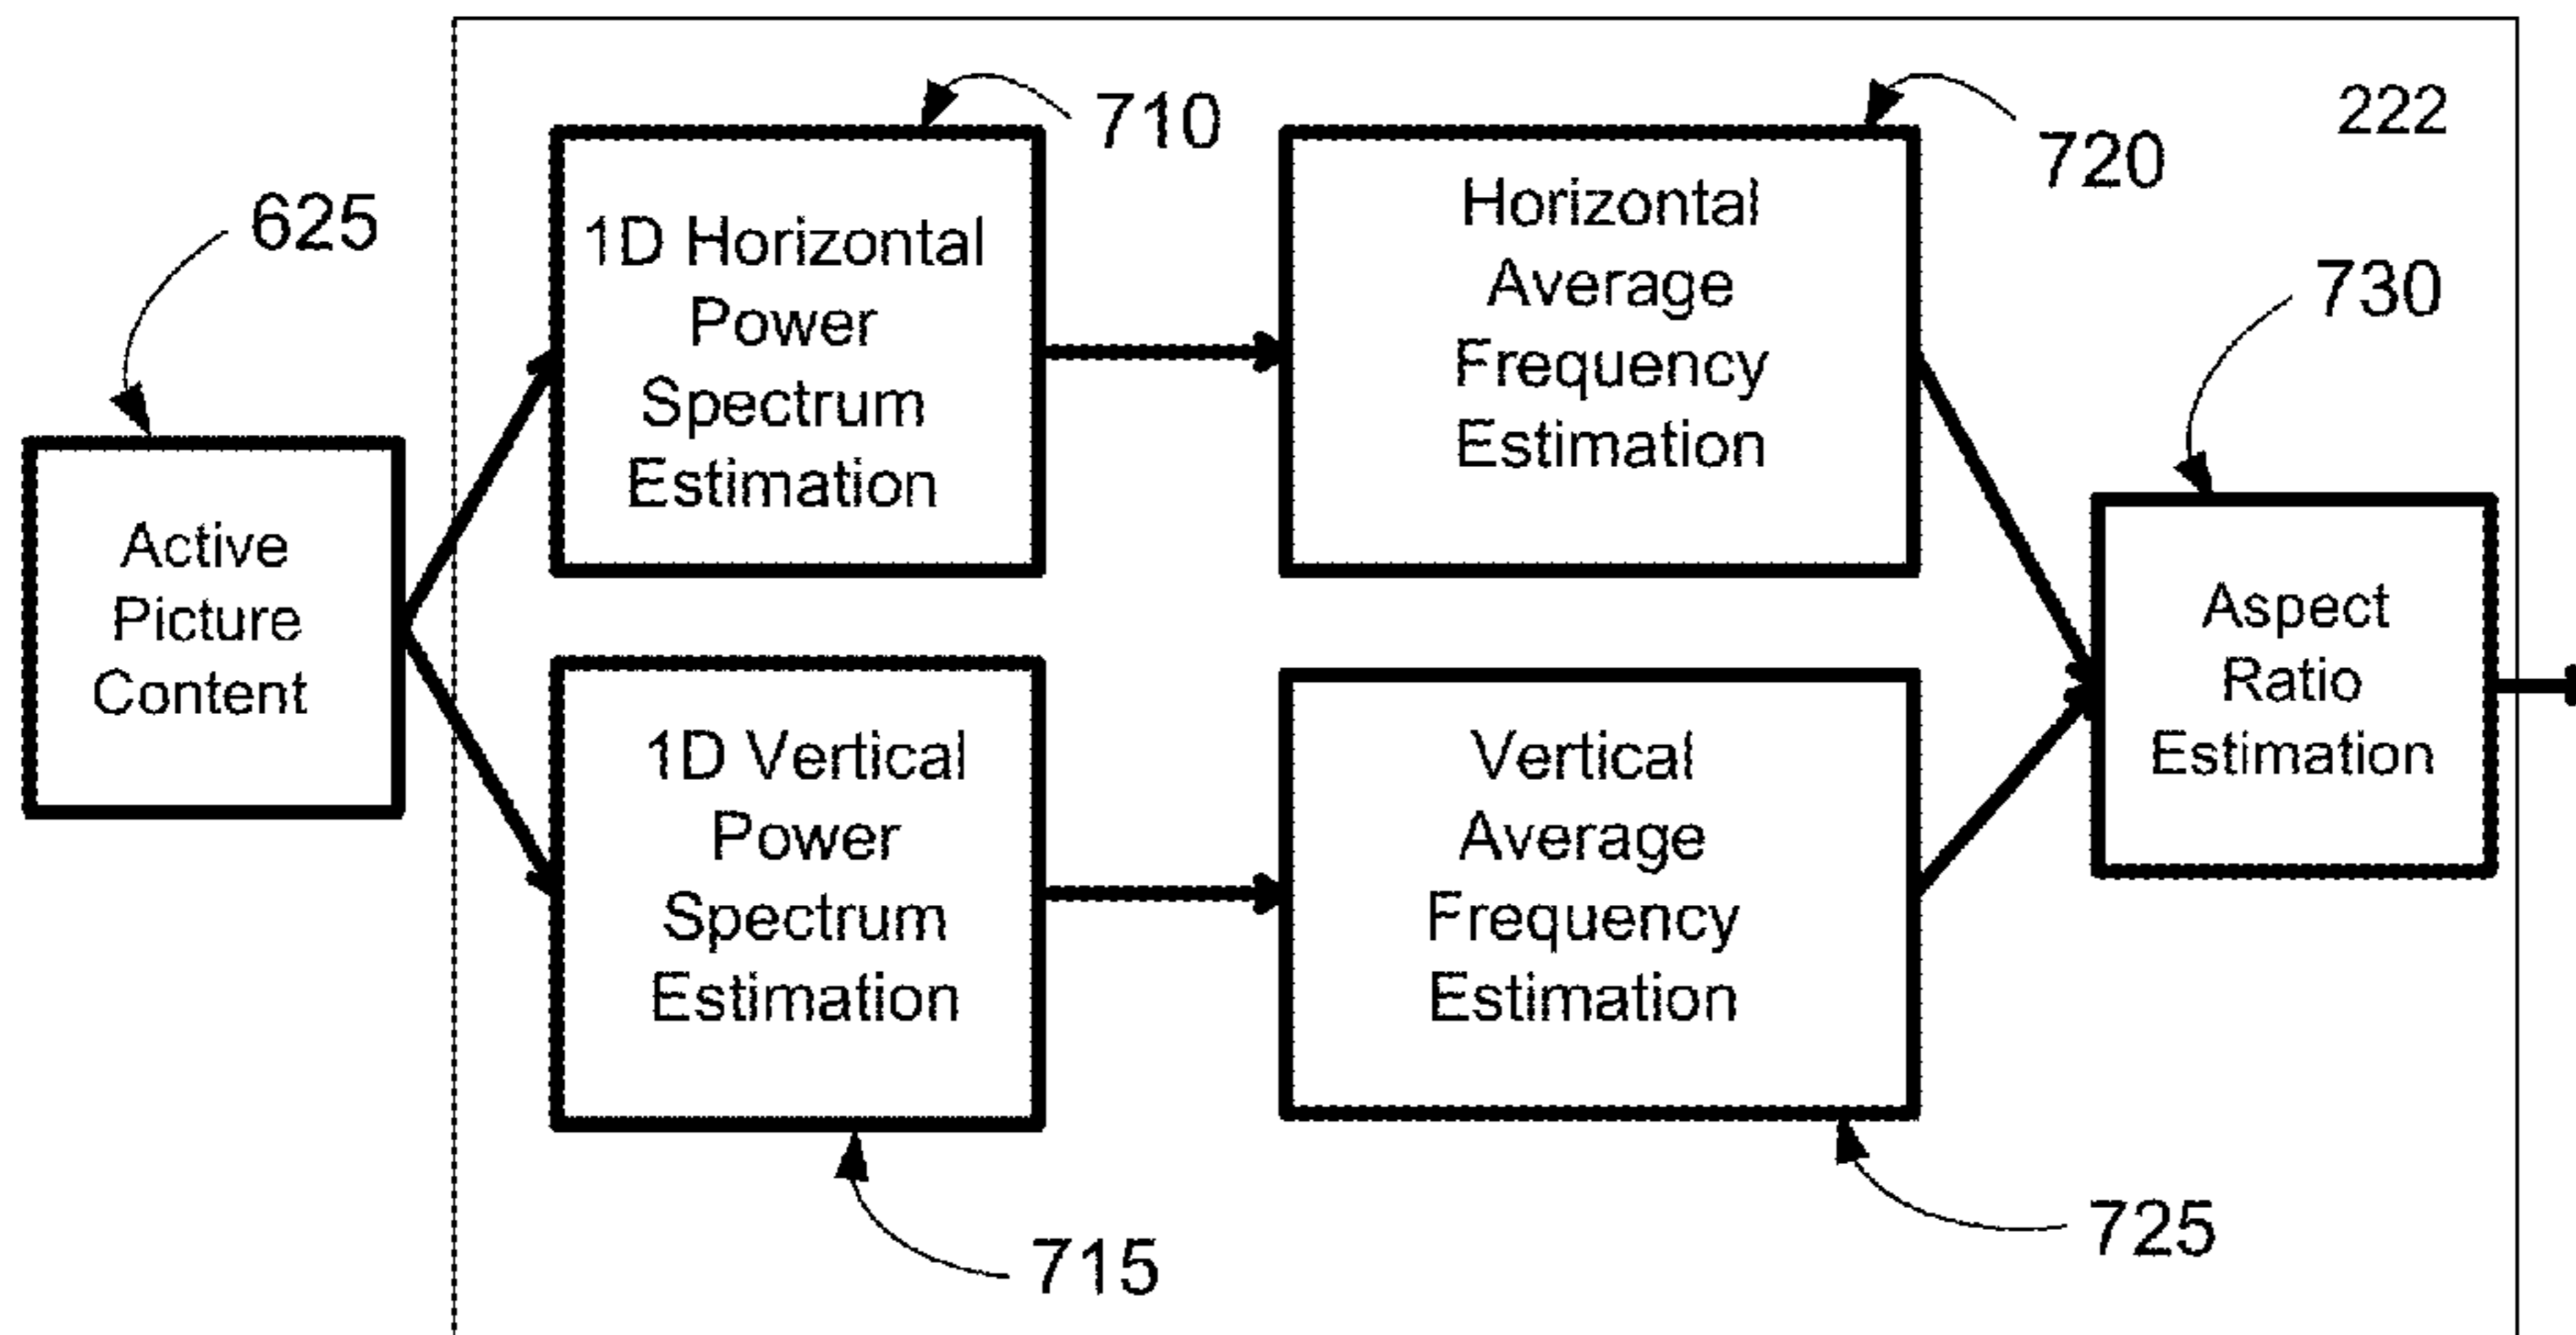 222
710
720
625
730
1D Horizontal
Power
Spectrum
Estimation
Horizontal
Average
Frequency
Estimation
Active
Picture
Content
Aspect
Ratio
Estimation
1D Vertical
Power
Spectrum
Estimation
Vertical
Average
Frequency
Estimation
715
725